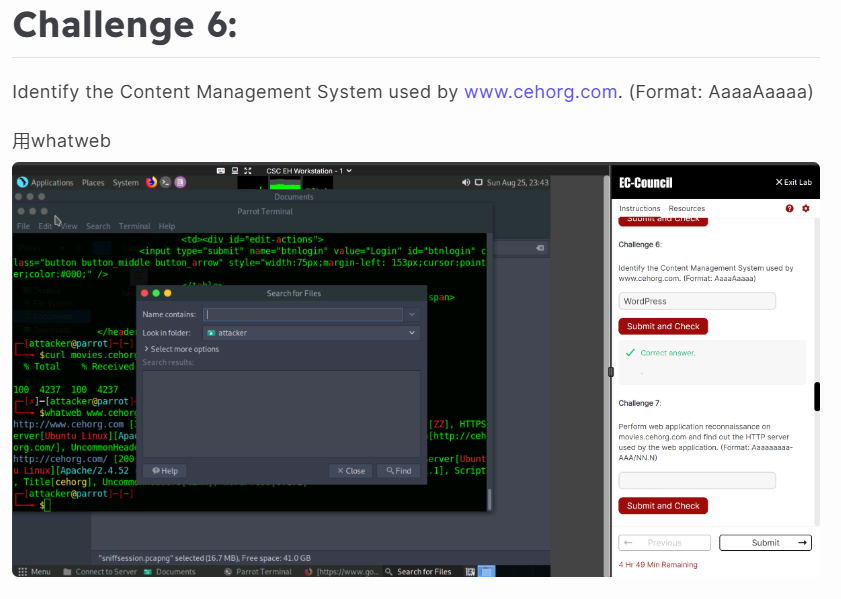 Challenge 6:
Identify the Content Management System used by www.cehorg.com. (Format: AaaaAaaaa)
用whatweb
CSC EH Workstation - 1
Applications Places System
Sun Aug 25, 23:43
EC-Council
Exit Lab
Documents
Parrot Terminal
File Edit View Search Terminal Help
Instructions Resources
Submit and Check
<td><div id="edit-actions">
<input type="submit" name="btnlogin" value="Login" id="btnlogin" c
lass="button button_middle button_arrow" style="width:75px;margin-left: 153px;cursor:point
er;color:#000;" />
Search for Files
Name contains:
Look in folder: attacker
Select more options
Search results:
Help
Close
Find
span>
</heade
[attacker@parrot]-[~]
$curl movies.cehorg
% Total % Received
100 4237 100 4237
[x]-[attacker@parrot]
$whatweb www.cehorg
http://www.cehorg.com [3
[ZZ], HTTPS
erver[Ubuntu Linux][Apac
[http://ceh
org.com/], UncommonHeade
http://cehorg.com/ [200
erver[Ubunt
u Linux][Apache/2.4.52
.1], Script
, Title[cehorg],
[attacker@parrot]-[~]
$
"sniffsession.pcapng" selected (16.7 MB), Free space: 41.0 GB
Menu
Connect to Server
Documents
Parrot Terminal
[https://www.go...
Search for Files
Challenge 6:
Identify the Content Management System used by
www.cehorg.com. (Format: AaaaAaaaa)
WordPress
Submit and Check
Correct answer.
Challenge 7:
Perform web application reconnaissance on
movies.cehorg.com and find out the HTTP server
used by the web application. (Format: Aaaaaaaaa-
AAA/NN.N)
Submit and Check
Previous
Submit
4 Hr 49 Min Remaining